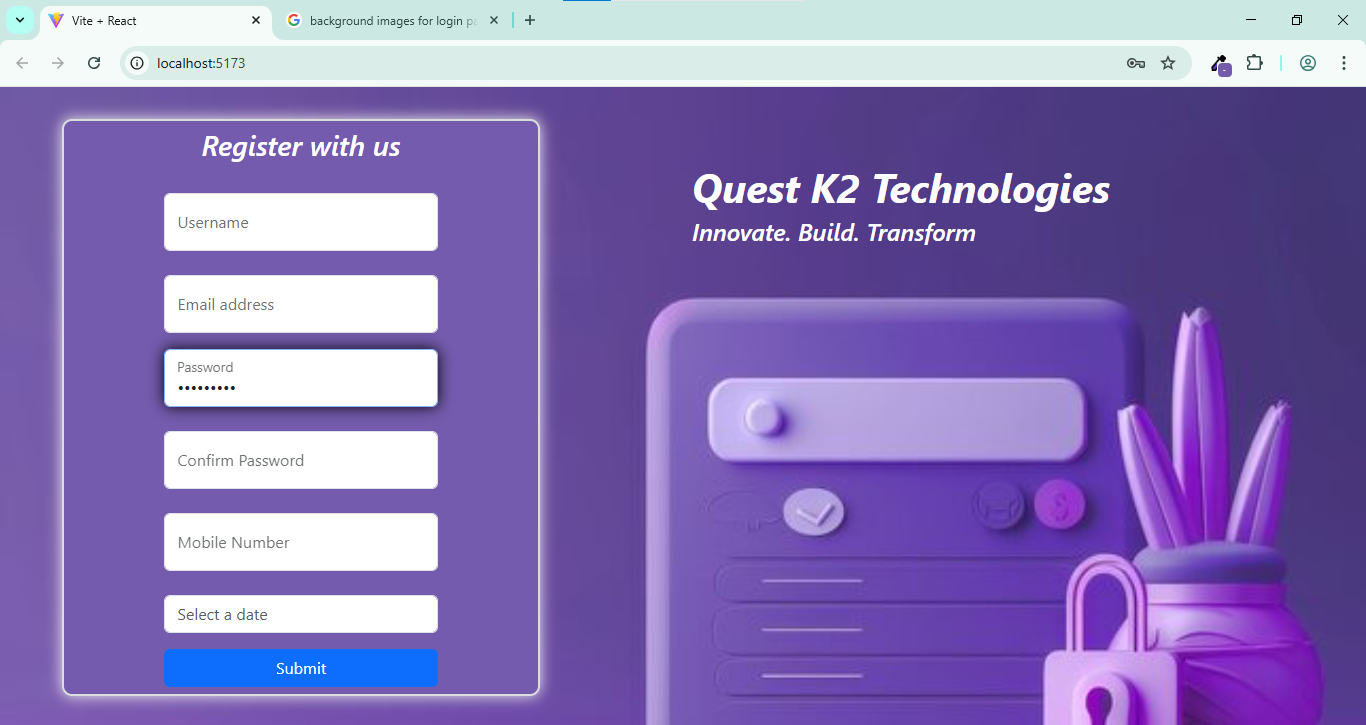 Vite + React
background images for login pa
localhost:5173
Register with us
Username
Email address
Password
•••••••••
Confirm Password
Mobile Number
Select a date
Submit
Quest K2 Technologies
Innovate. Build. Transform